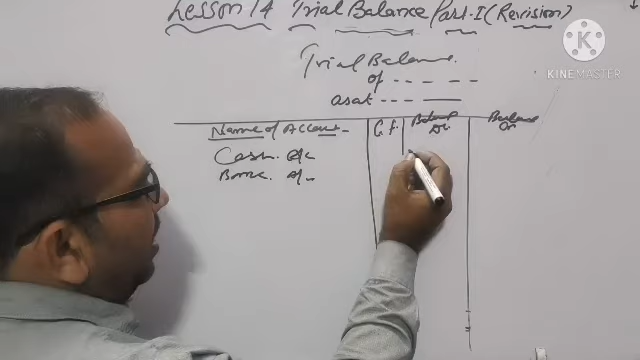 Lesson 14 Trial Balance Part-I (Revision)
Trial Balance
of - - - - - -
as at - - - -
Name of Account L.F. Balance Dr Balance Cr
Cash a/c
Bank a/c
KINEMASTER